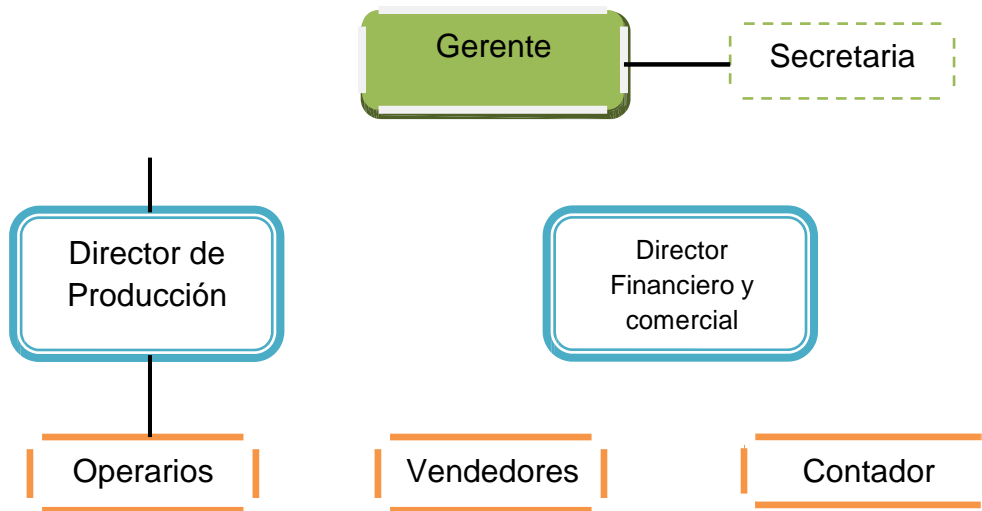 Gerente
Secretaria
Director de
Producción
Director
Financiero y
comercial
Operarios
Vendedores
Contador